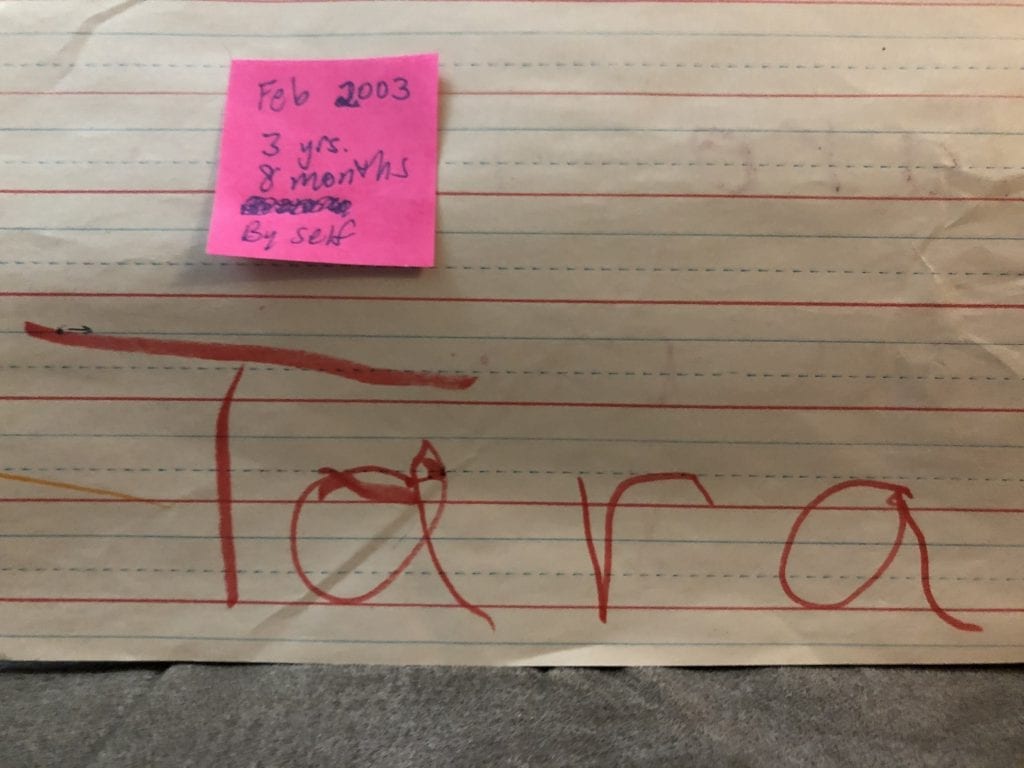 Feb 2003
3 yrs.
8 months
By self
Tara